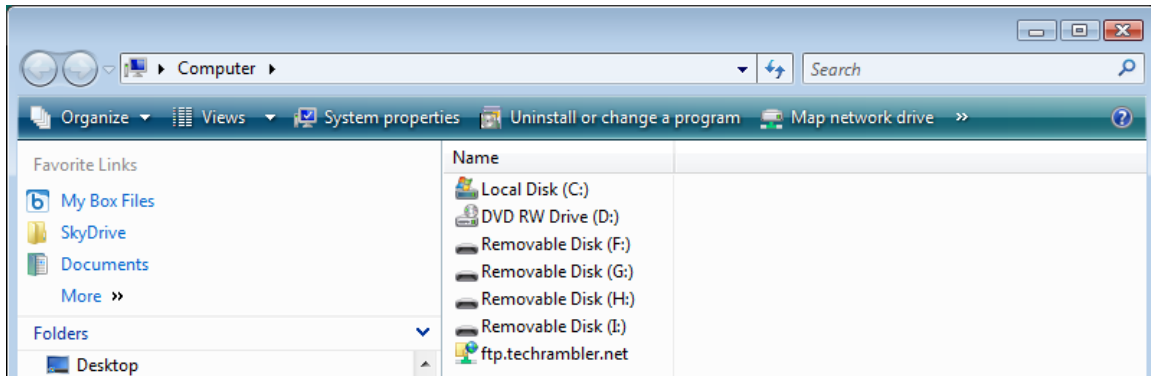 Computer
Search
Organize Views System properties Uninstall or change a program Map network drive »
Favorite Links
My Box Files
SkyDrive
Documents
More »
Folders
Desktop
Name
Local Disk (C:)
DVD RW Drive (D:)
Removable Disk (F:)
Removable Disk (G:)
Removable Disk (H:)
Removable Disk (I:)
ftp.techrambler.net